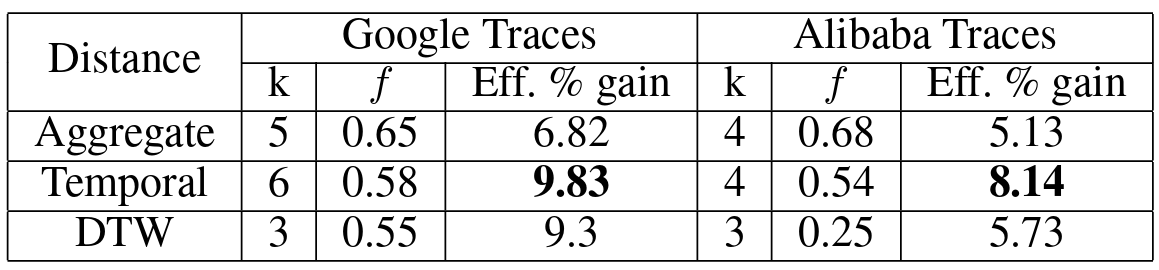 Distance Google Traces Alibaba Traces
k f Eff. % gain k f Eff. % gain
Aggregate 5 0.65 6.82 4 0.68 5.13
Temporal 6 0.58 9.83 4 0.54 8.14
DTW 3 0.55 9.3 3 0.25 5.73